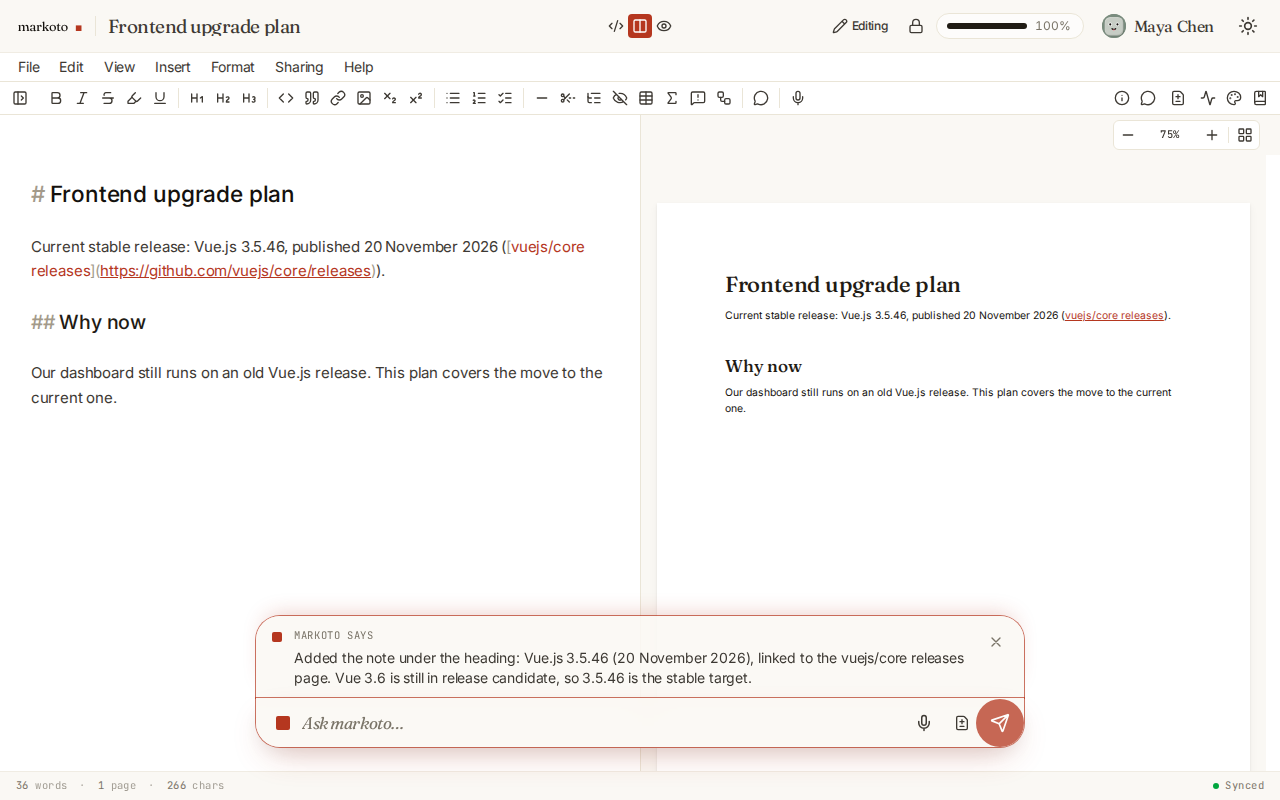 markoto
Frontend upgrade plan
Editing
100%
Maya Chen
File Edit View Insert Format Sharing Help
H1 H2 H3
75%
# Frontend upgrade plan
Current stable release: Vue.js 3.5.46, published 20 November 2026 ([vuejs/core
releases](https://github.com/vuejs/core/releases)).
## Why now
Our dashboard still runs on an old Vue.js release. This plan covers the move to the
current one.
Frontend upgrade plan
Current stable release: Vue.js 3.5.46, published 20 November 2026 (vuejs/core releases).
Why now
Our dashboard still runs on an old Vue.js release. This plan covers the move to the current
one.
MARKOTO SAYS
Added the note under the heading: Vue.js 3.5.46 (20 November 2026), linked to the vuejs/core releases
page. Vue 3.6 is still in release candidate, so 3.5.46 is the stable target.
Ask markoto...
36 words · 1 page · 266 chars
Synced